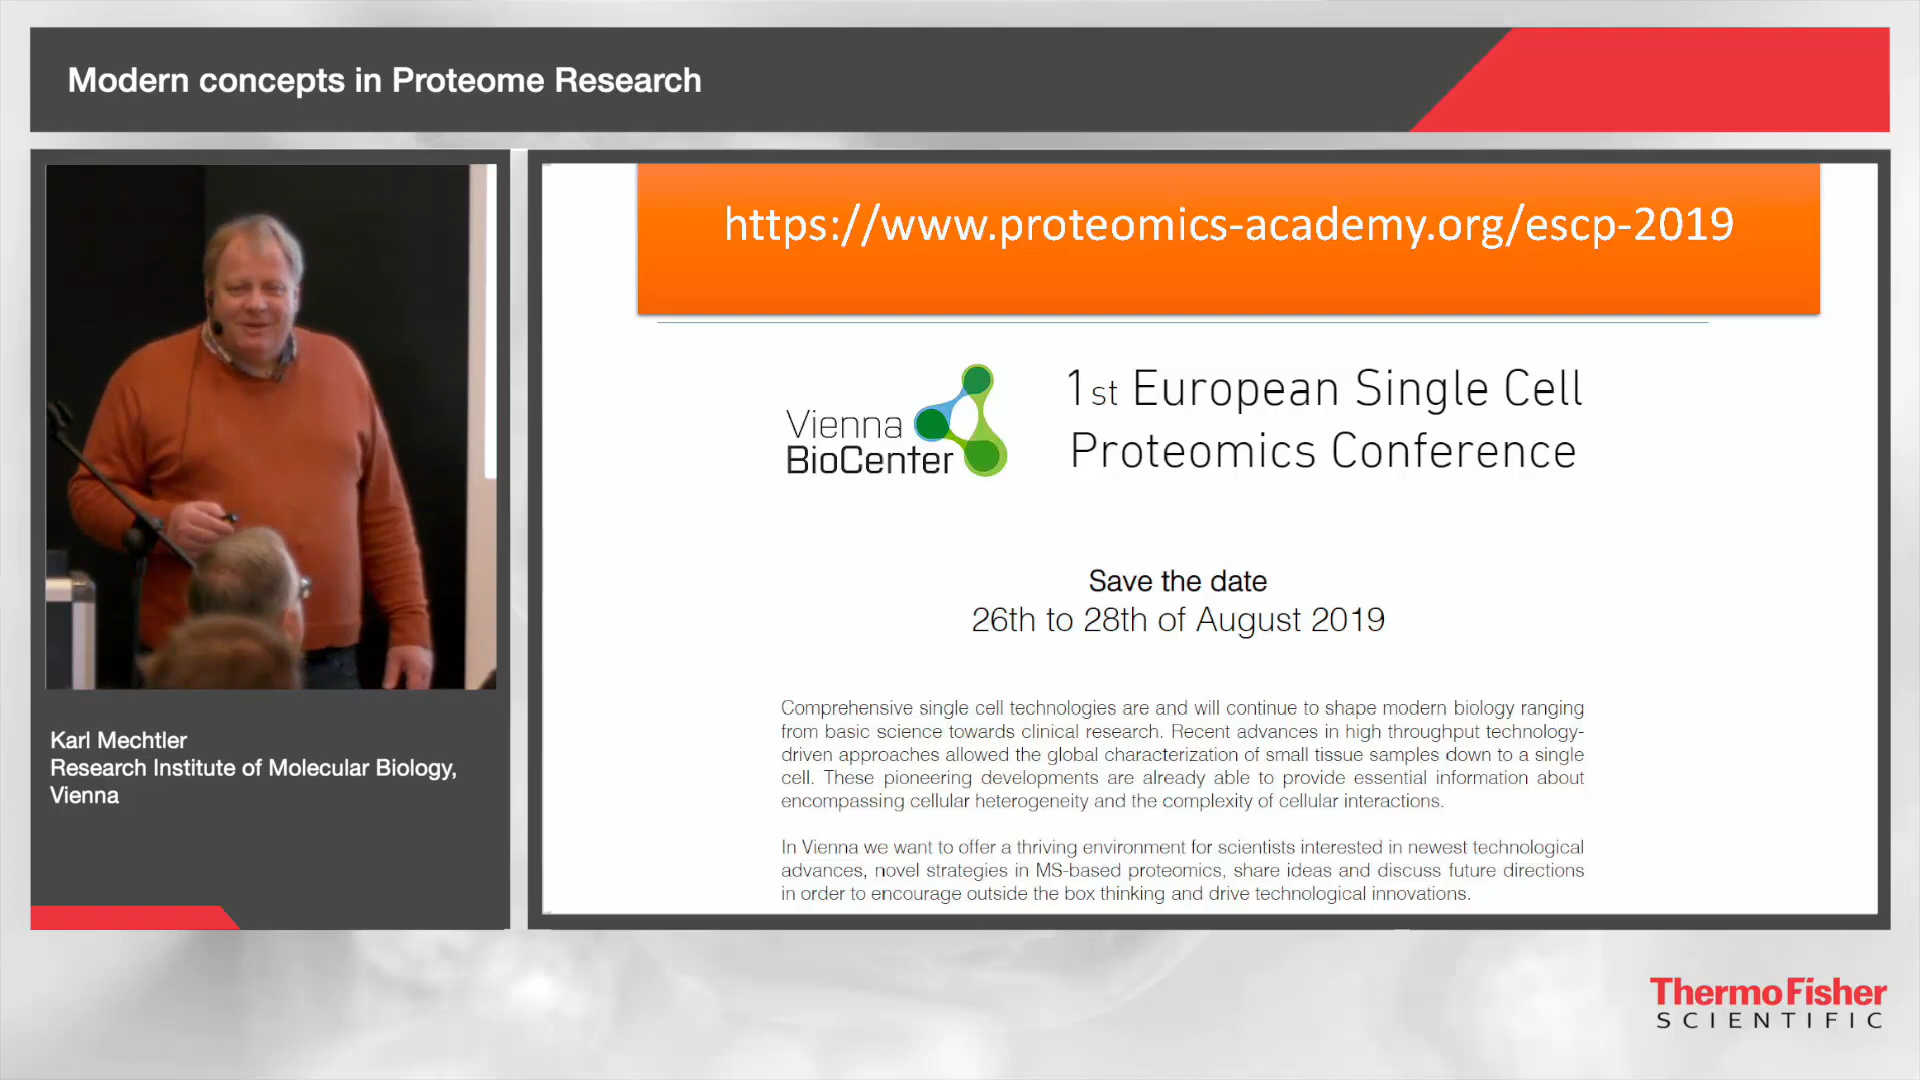 Modern concepts in Proteome Research
https://www.proteomics-academy.org/escp-2019
Vienna
BioCenter
1st European Single Cell
Proteomics Conference
Save the date
26th to 28th of August 2019
Comprehensive single cell technologies are and will continue to shape modern biology ranging
from basic science towards clinical research. Recent advances in high throughput technology-
driven approaches allowed the global characterization of small tissue samples down to a single
cell. These pioneering developments are already able to provide essential information about
encompassing cellular heterogeneity and the complexity of cellular interactions.
In Vienna we want to offer a thriving environment for scientists interested in newest technological
advances, novel strategies in MS-based proteomics, share ideas and discuss future directions
in order to encourage outside the box thinking and drive technological innovations.
Karl Mechtler
Research Institute of Molecular Biology,
Vienna
ThermoFisher
SCIENTIFIC